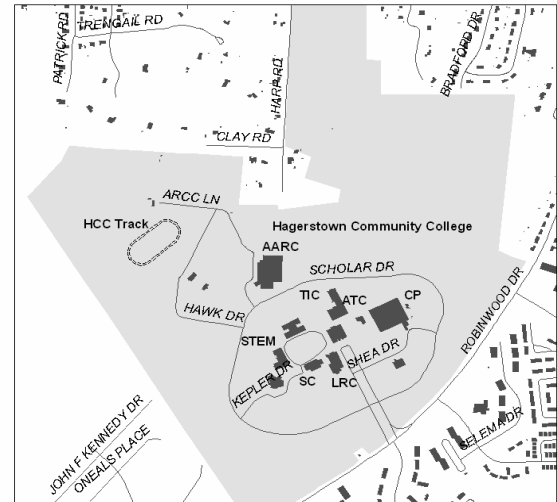 TRENGAIL RD
PATRICK RD
BRADFORD DR
HARP RD
CLAY RD
ARCC LN
HCC Track
Hagerstown Community College
AARC
SCHOLAR DR
TIC
ATC
CP
HAWK DR
ROBINWOOD DR
STEM
SHEA DR
KEPLER DR
SC
LRC
JOHN F KENNEDY DR
ONEALS PLACE
SELEMA DR